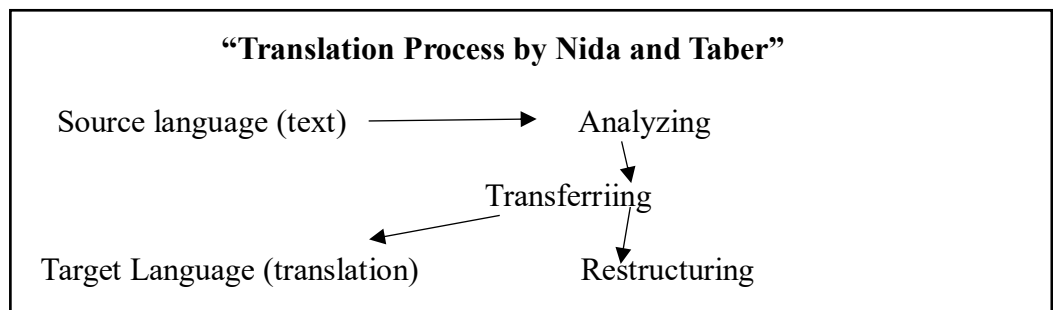 “Translation Process by Nida and Taber”
Source language (text) Analyzing
Transferriing
Target Language (translation) Restructuring